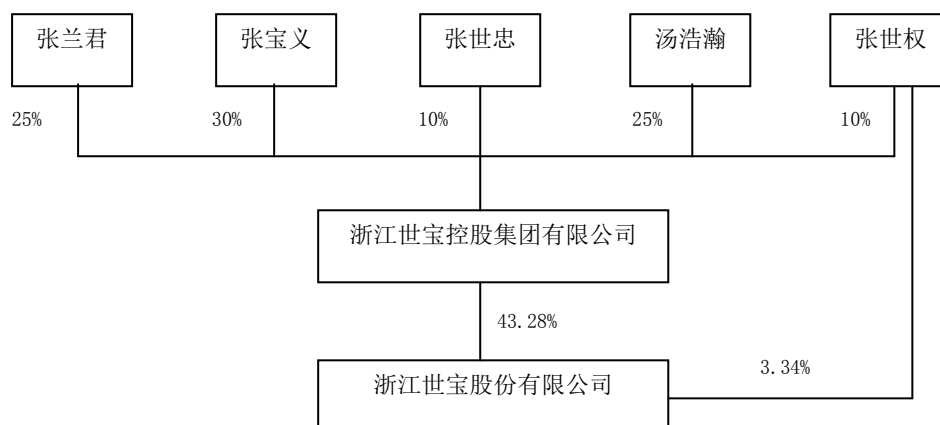 张兰君
张宝义
张世忠
汤浩瀚
张世权
25%
30%
10%
25%
10%
浙江世宝控股集团有限公司
43.28%
3.34%
浙江世宝股份有限公司